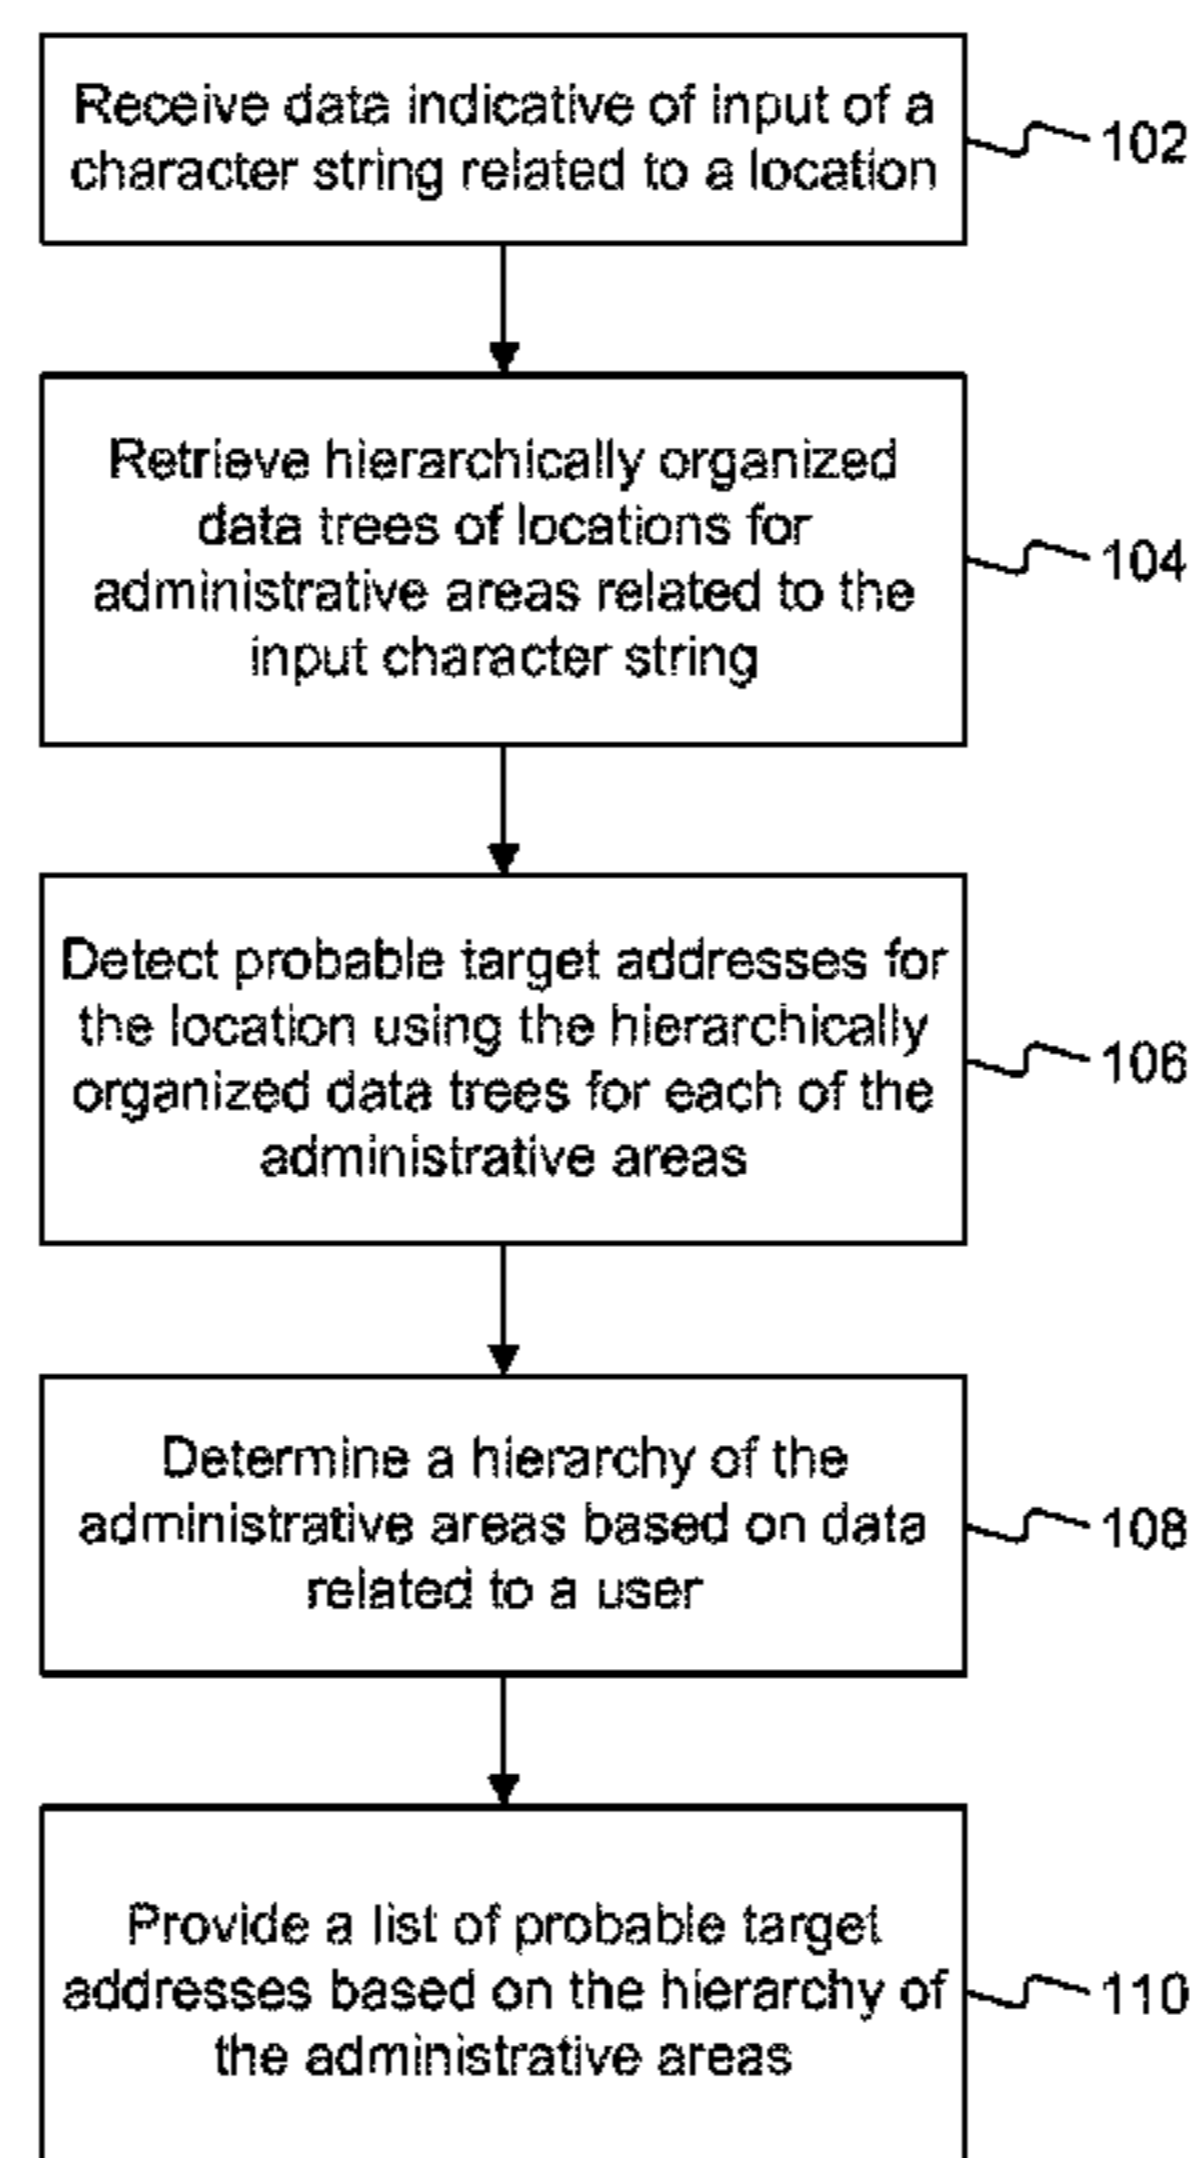 Receive data indicative of input of a
character string related to a location
102
Retrieve hierarchically organized
data trees of locations for
administrative areas related to the
input character string
104
Detect probable target addresses for
the location using the hierarchically
organized data trees for each of the
administrative areas
106
Determine a hierarchy of the
administrative areas based on data
related to a user
108
Provide a list of probable target
addresses based on the hierarchy of
the administrative areas
110